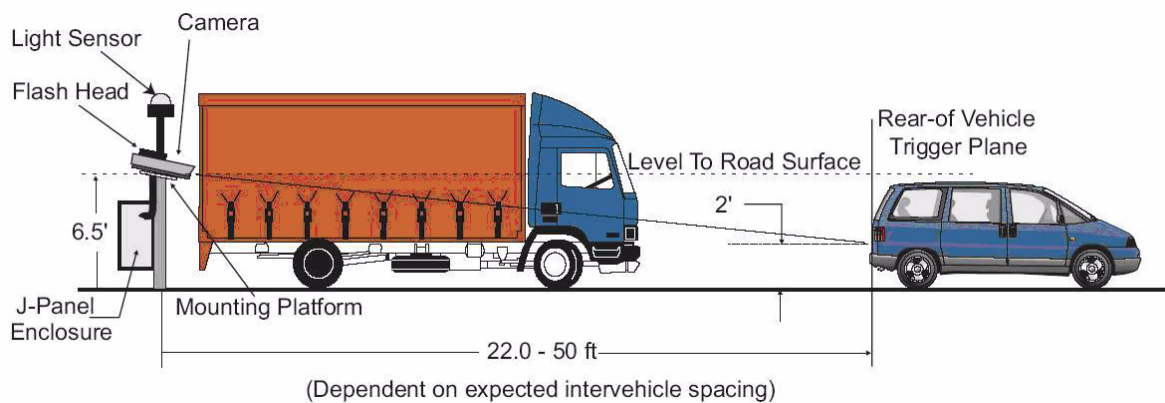 Camera
Light Sensor
Flash Head
Rear-of Vehicle
Trigger Plane
Level To Road Surface
2'
6.5'
J-Panel
Enclosure
Mounting Platform
22.0 - 50 ft
(Dependent on expected intervehicle spacing)